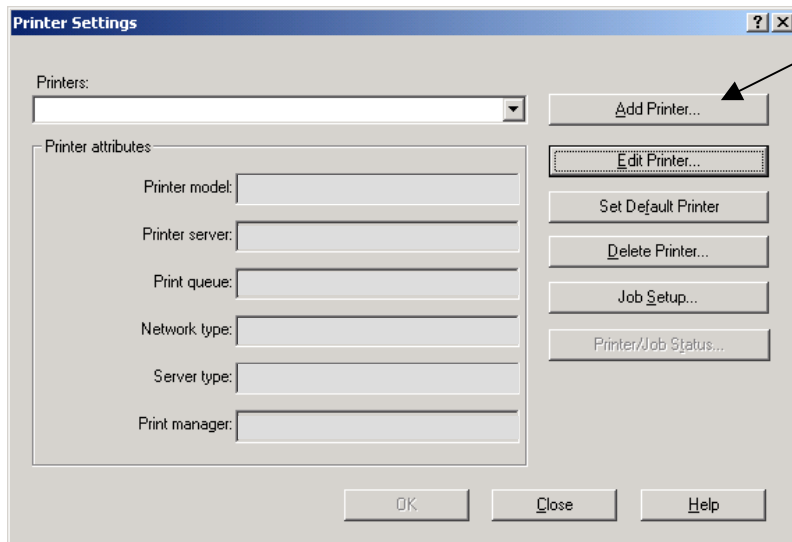 Printer Settings
Printers:
Add Printer...
Printer attributes
Edit Printer...
Printer model:
Set Default Printer
Printer server:
Delete Printer...
Print queue:
Job Setup...
Network type:
Printer/Job Status...
Server type:
Print manager:
OK
Close
Help